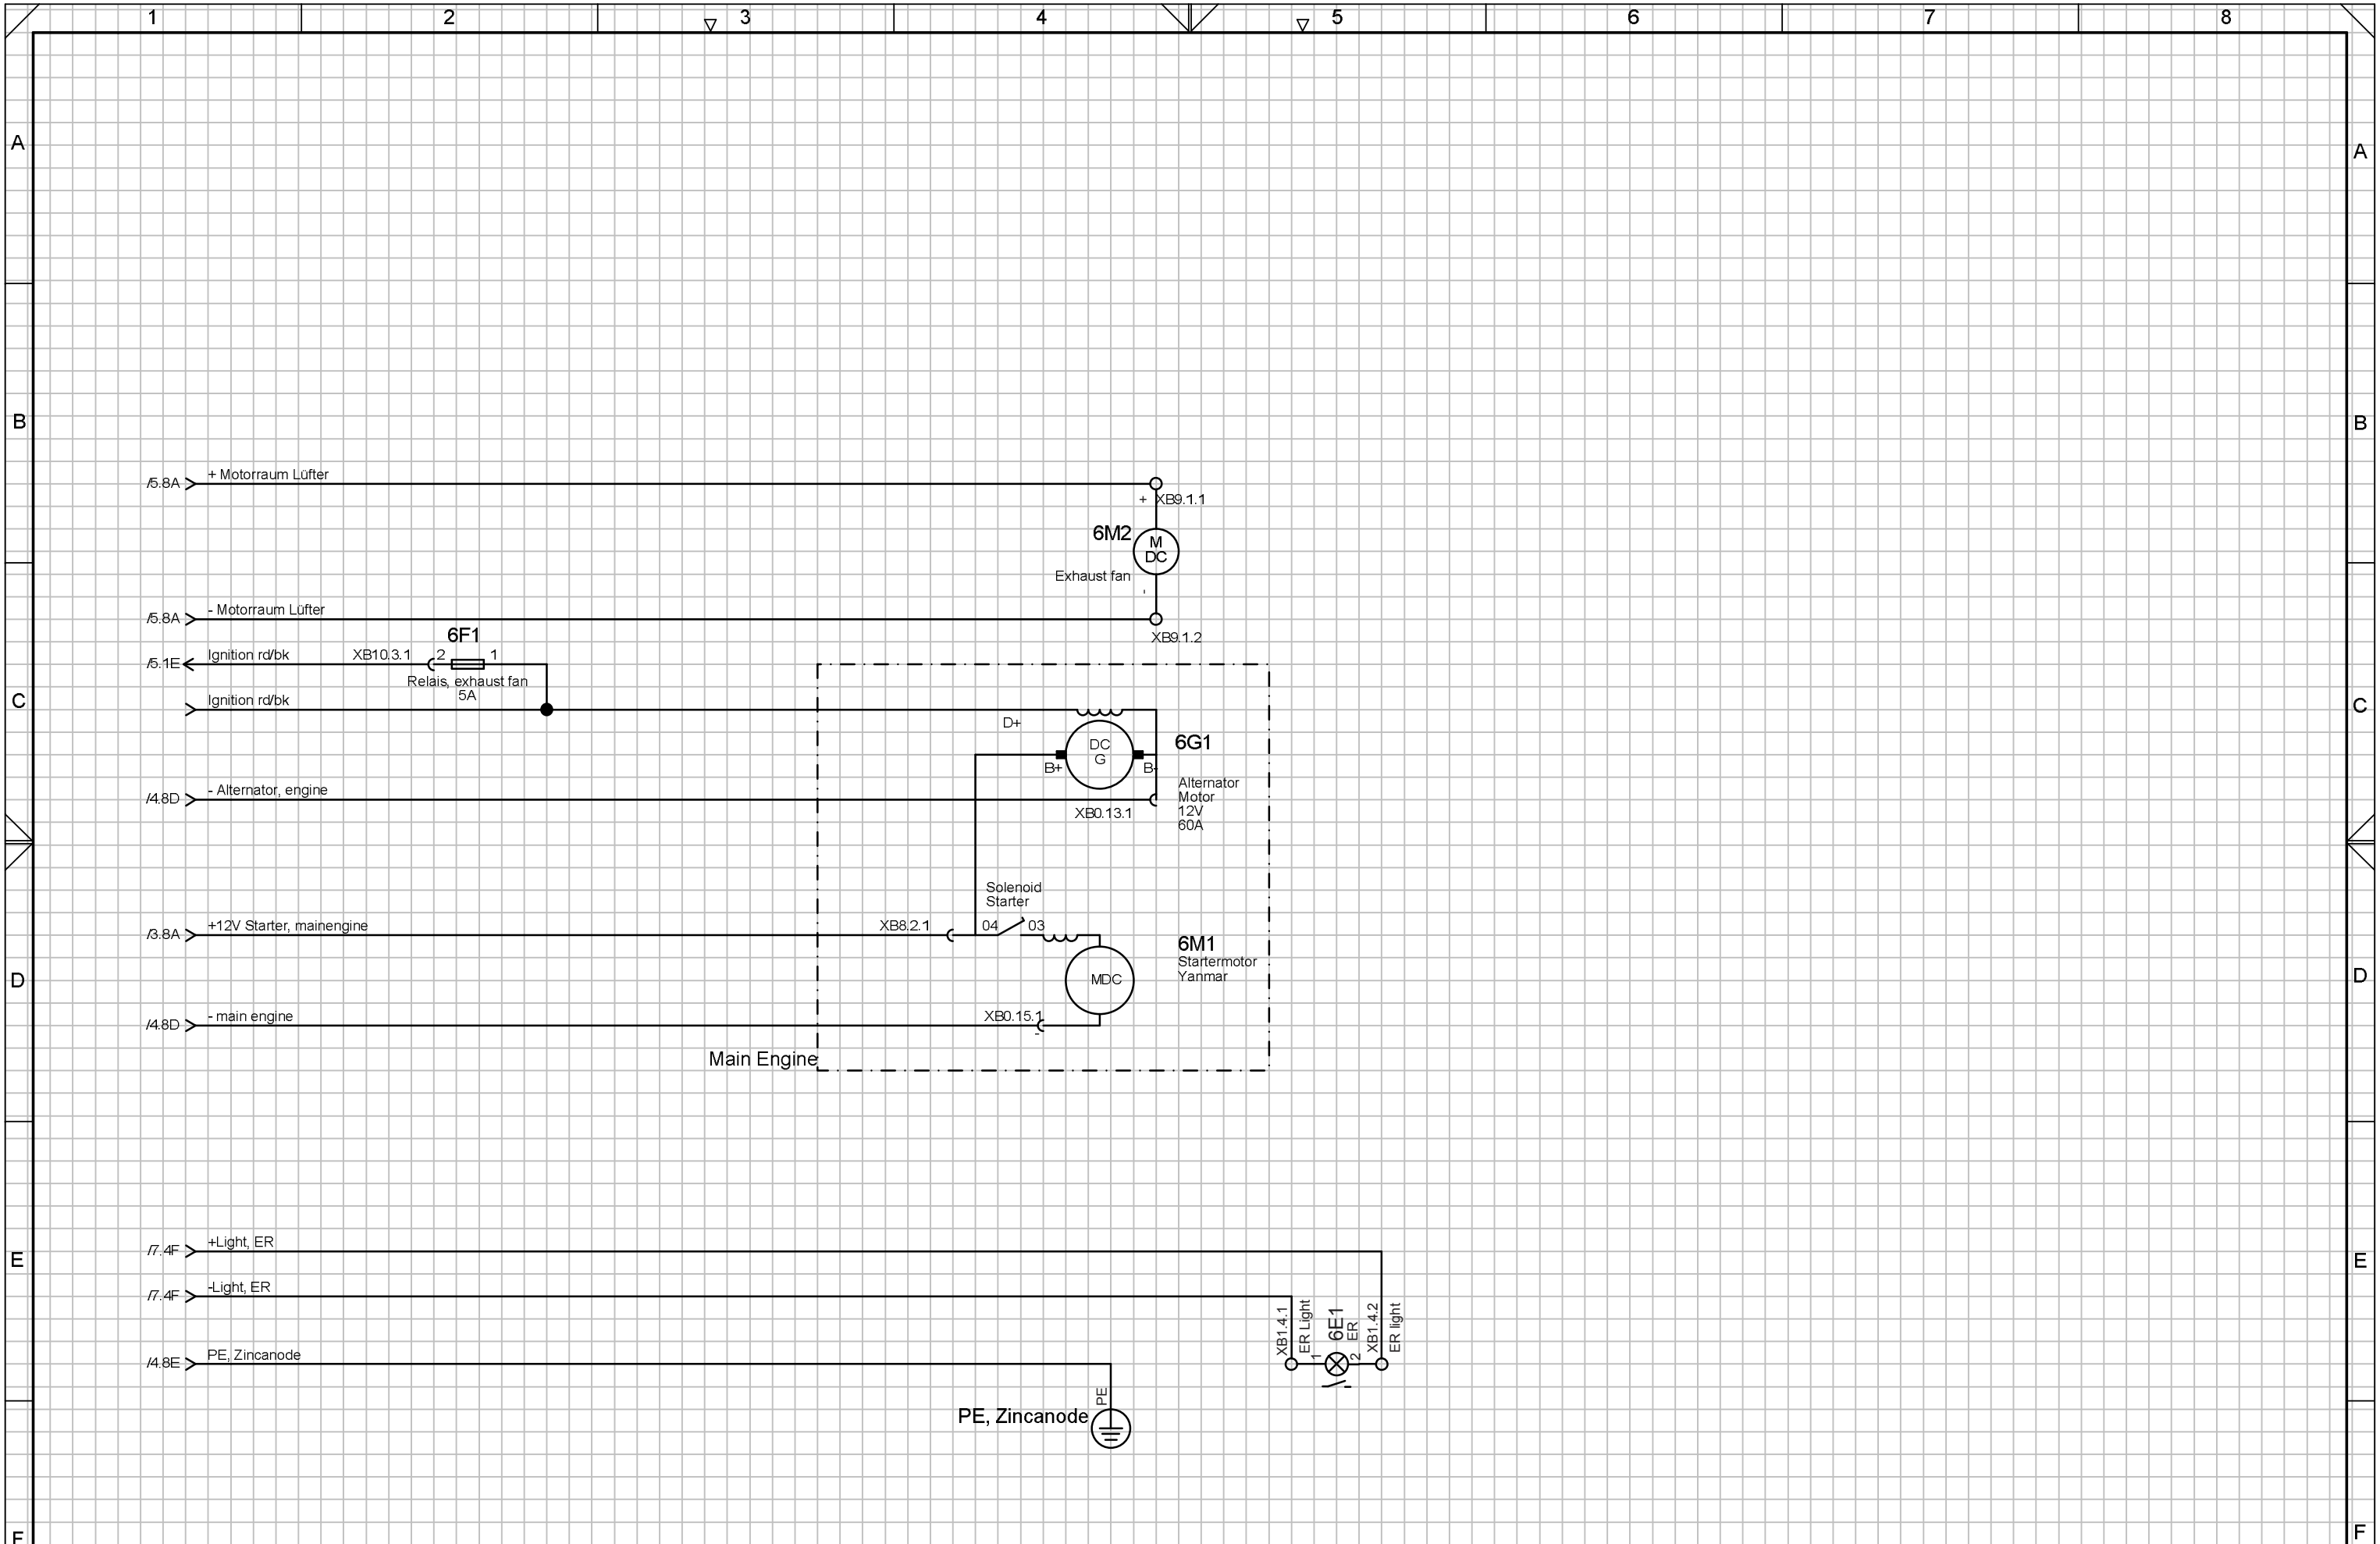 1 2 3 4 5 6 7 8
A A
B B
/5.8A + Motorraum Lüfter
+ XB9.1.1
6M2 M
DC
Exhaust fan
-
/5.8A - Motorraum Lüfter
XB9.1.2
6F1
/5.1E Ignition rd/bk XB10.3.1 2 1
Relais, exhaust fan
5A
C C
Ignition rd/bk
D+
DC
G
6G1
B+ B-
Alternator
Motor
12V
60A
/4.8D - Alternator, engine
XB0.13.1
Solenoid
Starter
/3.8A +12V Starter, mainengine XB8.2.1 04 03
6M1
Startermotor
Yanmar
MDC
D D
/4.8D - main engine XB0.15.1
-
Main Engine
/7.4F +Light, ER
E E
/7.4F -Light, ER
XB1.4.1
ER Light
1
6E1
ER
2
XB1.4.2
ER light
/4.8E PE, Zincanode
PE
PE, Zincanode
F F